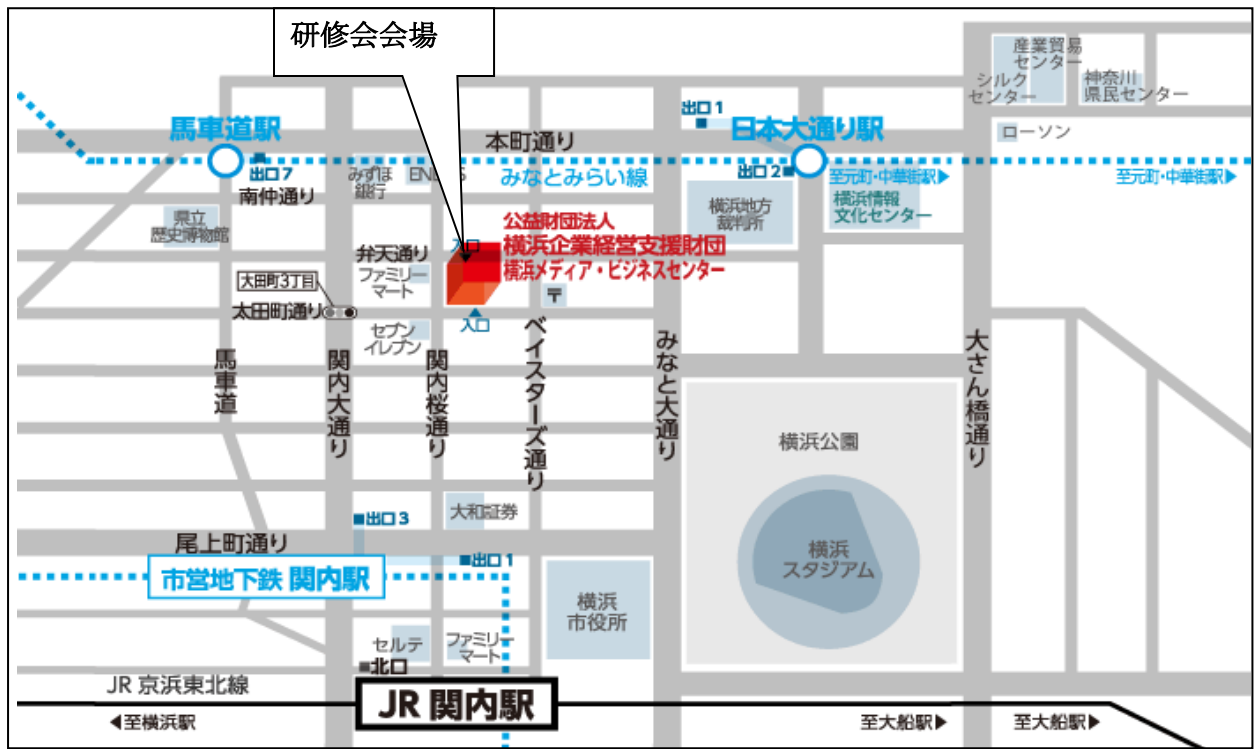 研修会会場
産業貿易
センター
シルク
センター
神奈川
県民センター
出口1
馬車道駅
日本大通り駅
ローソン
本町通り
出口7
みずほ
銀行
みなとみらい線
出口2
至元町・中華街駅▶
至元町・中華街駅▶
南仲通り
県立
歴史博物館
横浜地方
裁判所
横浜情報
文化センター
公益財団法人
横浜企業経営支援財団
横浜メディア・ビジネスセンター
入口
弁天通り
ファミリー
マート
大田町3丁目
太田町通り
〒
入口
セブン
イレブン
馬車道
関内大通り
関内桜通り
ベイスターズ通り
みなと大通り
大さん橋通り
横浜公園
大和証券
出口3
尾上町通り
出口1
横浜
スタジアム
市営地下鉄 関内駅
横浜
市役所
セルテ
ファミリー
マート
北口
JR 京浜東北線
JR 関内駅
◀至横浜駅
至大船駅▶
至大船駅▶